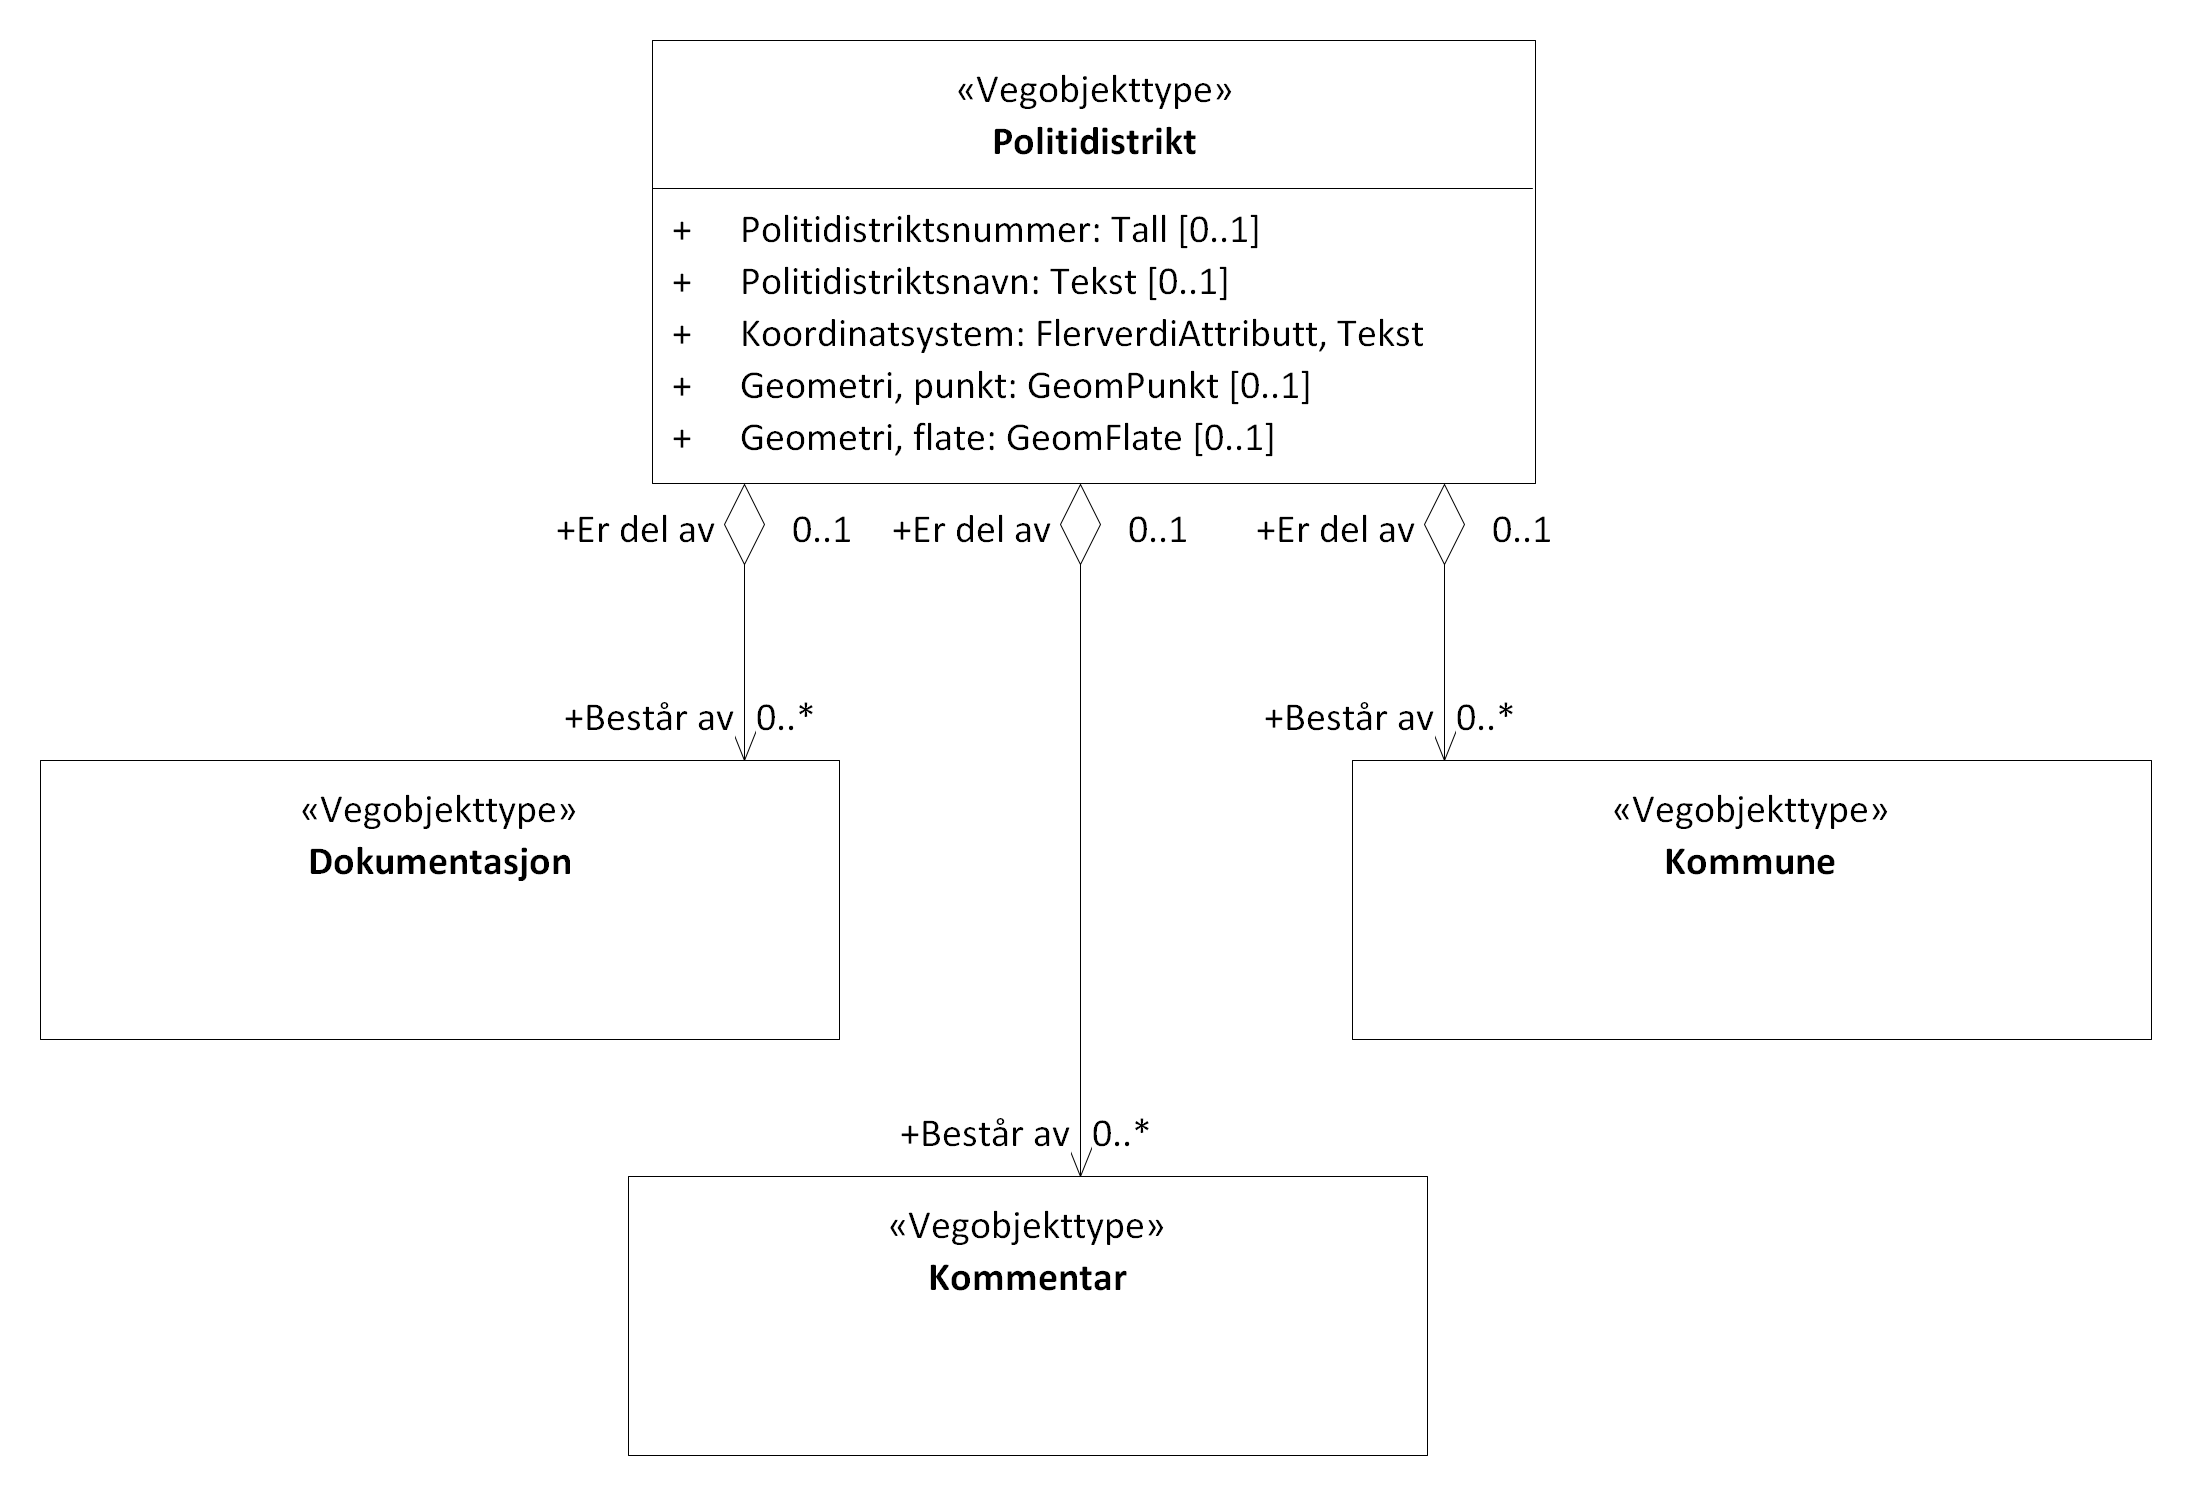 «Vegobjekttype»
Politidistrikt
+ Politidistriktsnummer: Tall [0..1]
+ Politidistriktsnavn: Tekst [0..1]
+ Koordinatsystem: FlerverdiAttributt, Tekst
+ Geometri, punkt: GeomPunkt [0..1]
+ Geometri, flate: GeomFlate [0..1]
+Er del av 0..1 +Er del av 0..1 +Er del av 0..1
+Består av 0..* +Består av 0..*
«Vegobjekttype» «Vegobjekttype»
Dokumentasjon Kommune
+Består av 0..*
«Vegobjekttype»
Kommentar